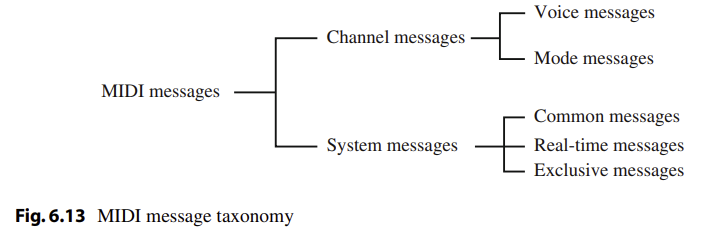 Voice messages
Channel messages
Mode messages
MIDI messages
Common messages
System messages
Real-time messages
Exclusive messages
Fig. 6.13 MIDI message taxonomy